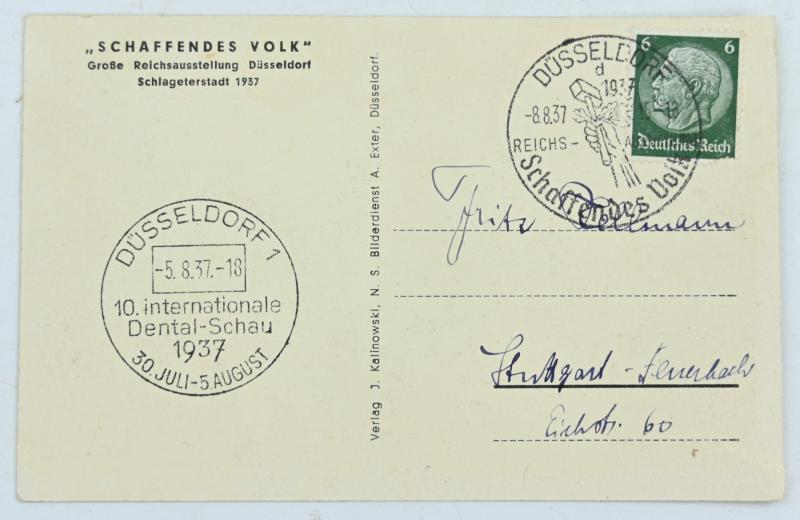 „SCHAFFENDES VOLK"
Große Reichsausstellung Düsseldorf
Schlageterstadt 1937
DÜSSELDORF 1
-5.8.37.-18
10. internationale
Dental-Schau
1937
30. JULI-5. AUGUST
Verlag J. Kalinowski, N. S. Bilderdienst A. Exter, Düsseldorf.
DÜSSELDORF
d
1937
-8.8.37
REICHS-
Schaffendes Volk
6 6
Deutsches Reich
Fritz
Stuttgart-Feuerbach
60